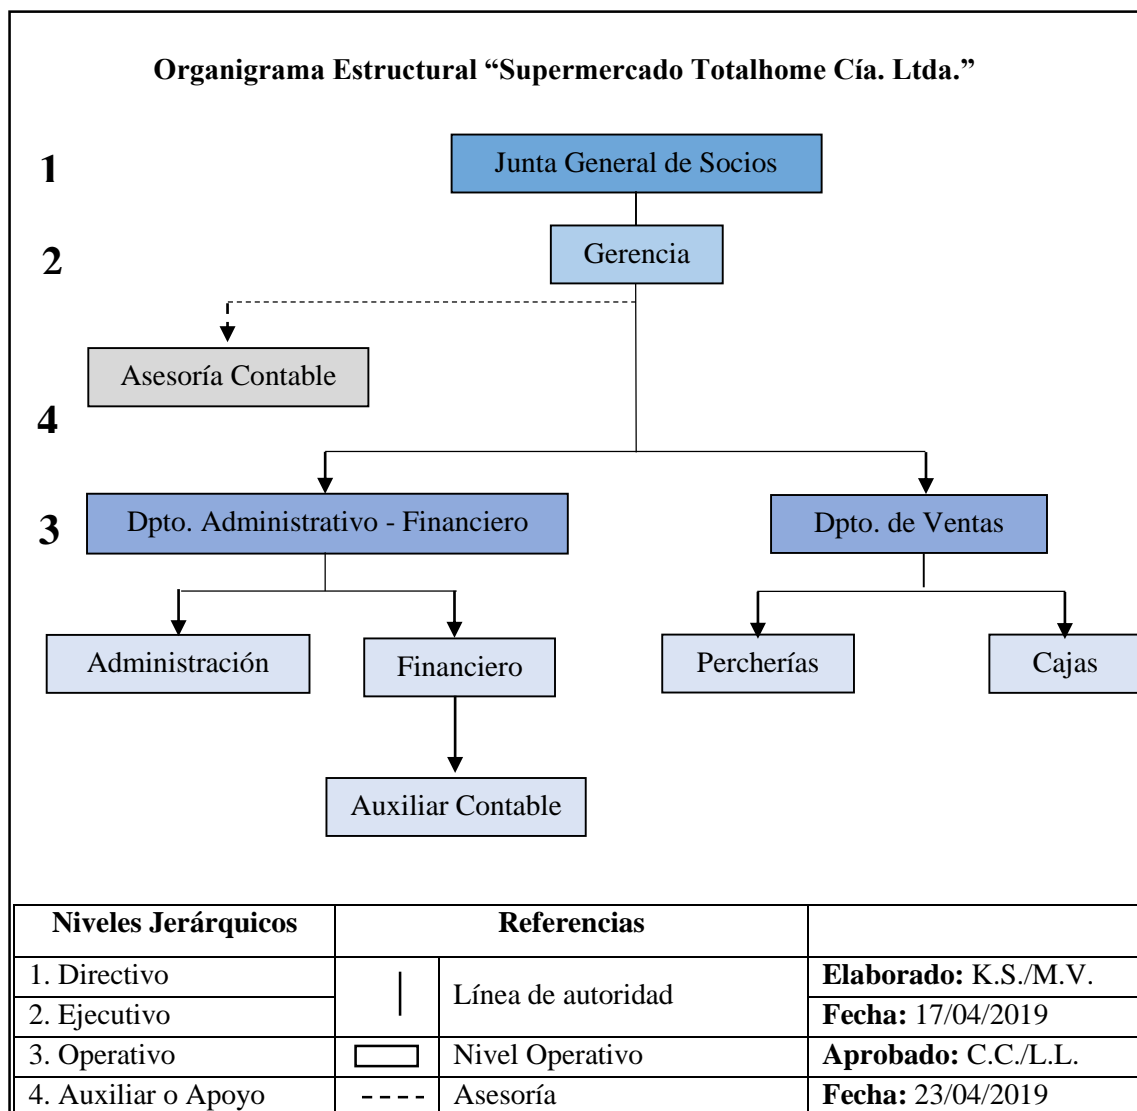 Organigrama Estructural “Supermercado Totalhome Cía. Ltda.”
1
Junta General de Socios
2
Gerencia
Asesoría Contable
4
3
Dpto. Administrativo - Financiero
Dpto. de Ventas
Administración
Financiero
Percherías
Cajas
Auxiliar Contable
Niveles Jerárquicos
Referencias
1. Directivo
Línea de autoridad
Elaborado: K.S./M.V.
2. Ejecutivo
Fecha: 17/04/2019
3. Operativo
Nivel Operativo
Aprobado: C.C./L.L.
4. Auxiliar o Apoyo
Asesoría
Fecha: 23/04/2019